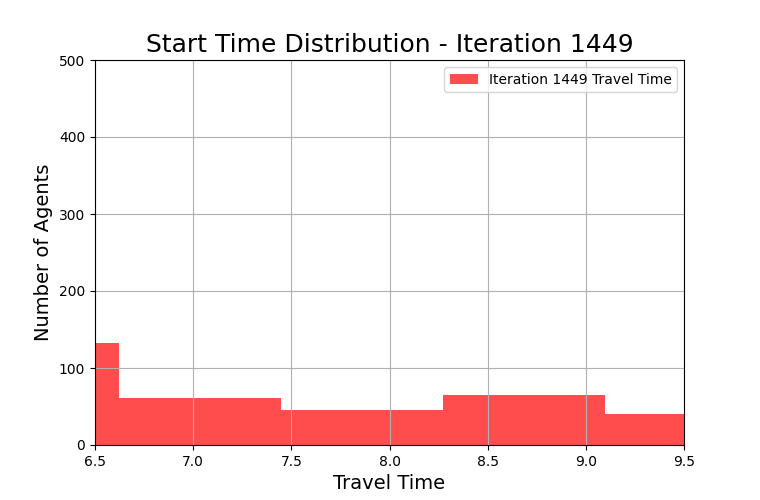 Start Time Distribution - Iteration 1449
500
Iteration 1449 Travel Time
400
300
200
100
0
Number of Agents
6.5 7.0 7.5 8.0 8.5 9.0 9.5
Travel Time